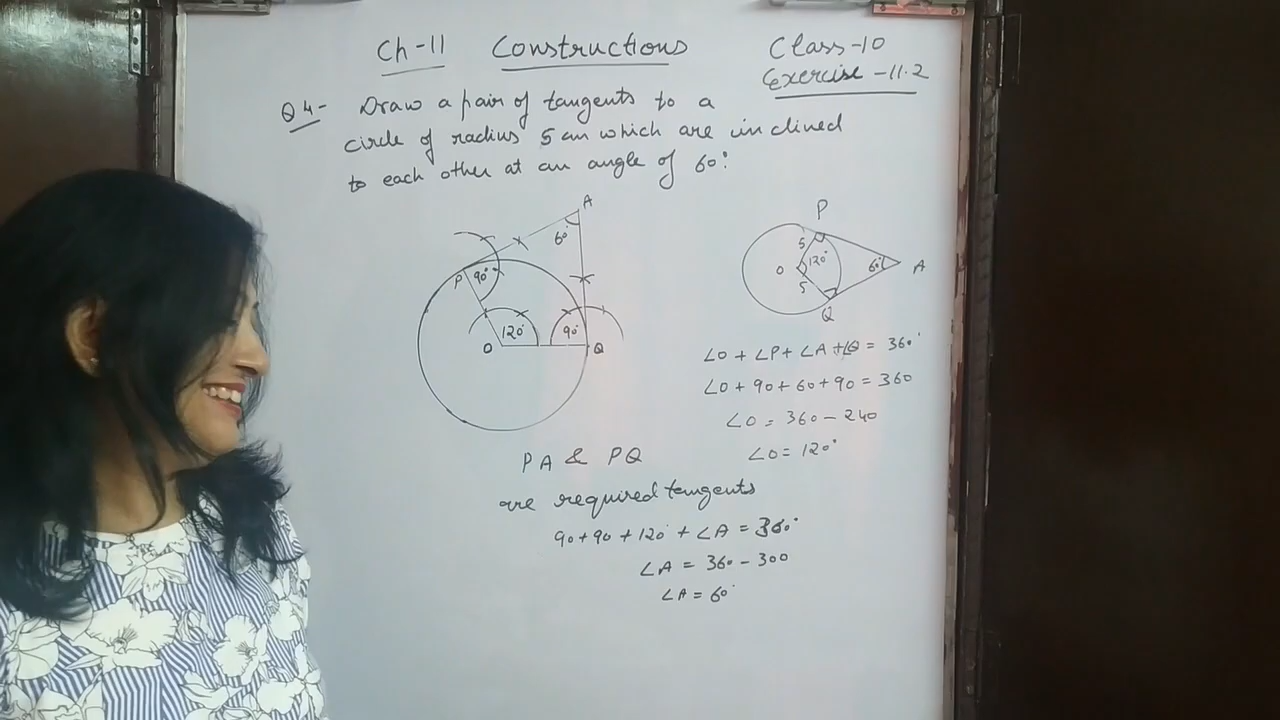 Ch-11 Constructions Class-10
Exercise -11.2
Q4- Draw a pair of tangents to a
circle of radius 5 cm which are inclined
to each other at an angle of 60°.
A
60°
P 90°
120° 90°
O Q
P
5 120°
O 60° A
5
Q
∠O + ∠P + ∠A + ∠Q = 360°
∠O + 90 + 60 + 90 = 360
∠O = 360 - 240
∠O = 120°
PA & PQ
are required tangents
90 + 90 + 120° + ∠A = 360°
∠A = 360 - 300
∠A = 60°